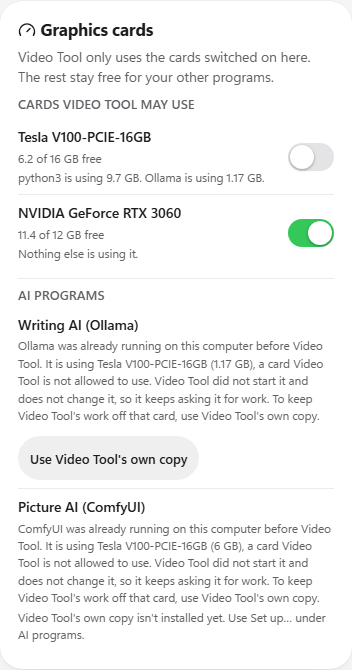 Graphics cards
Video Tool only uses the cards switched on here.
The rest stay free for your other programs.
CARDS VIDEO TOOL MAY USE
Tesla V100-PCIE-16GB
6.2 of 16 GB free
python3 is using 9.7 GB. Ollama is using 1.17 GB.
NVIDIA GeForce RTX 3060
11.4 of 12 GB free
Nothing else is using it.
AI PROGRAMS
Writing AI (Ollama)
Ollama was already running on this computer before Video
Tool. It is using Tesla V100-PCIE-16GB (1.17 GB), a card Video
Tool is not allowed to use. Video Tool did not start it and
does not change it, so it keeps asking it for work. To keep
Video Tool's work off that card, use Video Tool's own copy.
Use Video Tool's own copy
Picture AI (ComfyUI)
ComfyUI was already running on this computer before Video
Tool. It is using Tesla V100-PCIE-16GB (6 GB), a card Video
Tool is not allowed to use. Video Tool did not start it and
does not change it, so it keeps asking it for work. To keep
Video Tool's work off that card, use Video Tool's own copy.
Video Tool's own copy isn't installed yet. Use Set up... under
AI programs.